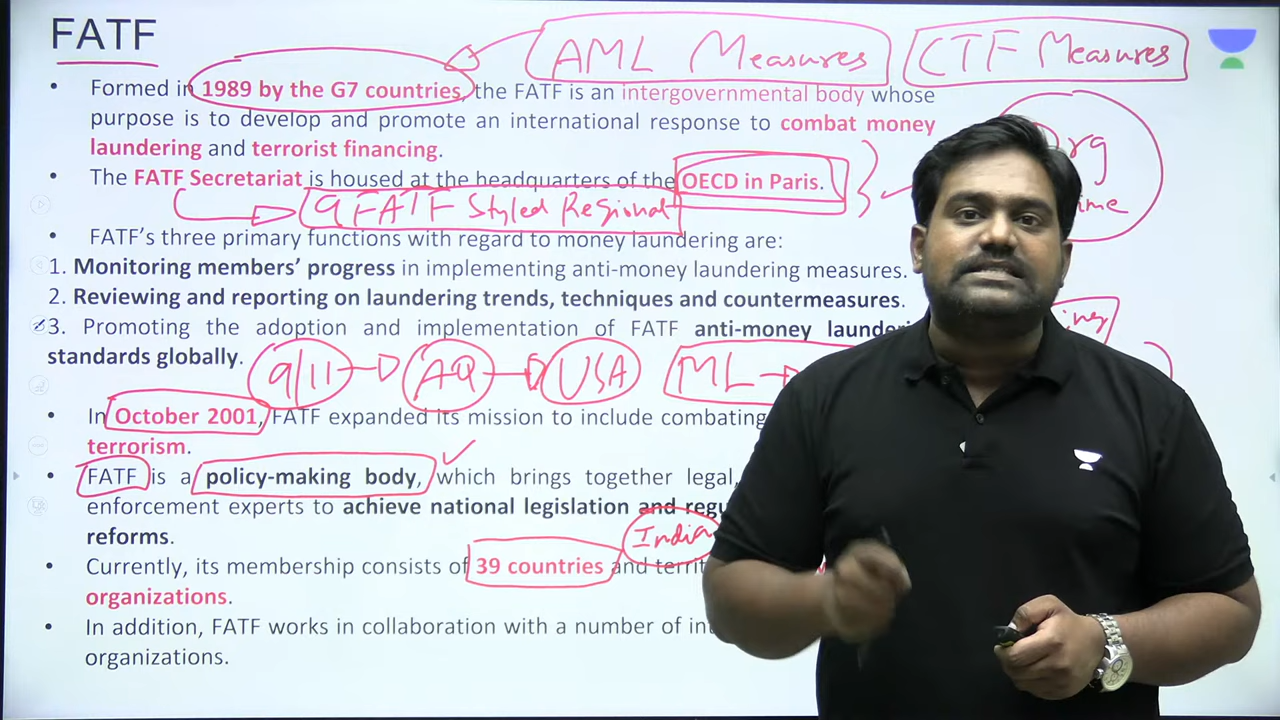 FATF
AML Measures
CTF Measures
Formed in 1989 by the G7 countries, the FATF is an intergovernmental body whose
purpose is to develop and promote an international response to combat money
laundering and terrorist financing.
The FATF Secretariat is housed at the headquarters of the OECD in Paris.
9 FATF Styled Regional
FATF's three primary functions with regard to money laundering are:
1. Monitoring members' progress in implementing anti-money laundering measures.
2. Reviewing and reporting on laundering trends, techniques and countermeasures.
3. Promoting the adoption and implementation of FATF anti-money
standards globally.
9/11 AQ USA ML
In October 2001, FATF expanded its mission to include combating
terrorism.
FATF is a policy-making body, which brings together legal,
enforcement experts to achieve national legislation and
reforms.
India
Currently, its membership consists of 39 countries and
organizations.
In addition, FATF works in collaboration with a number of
organizations.